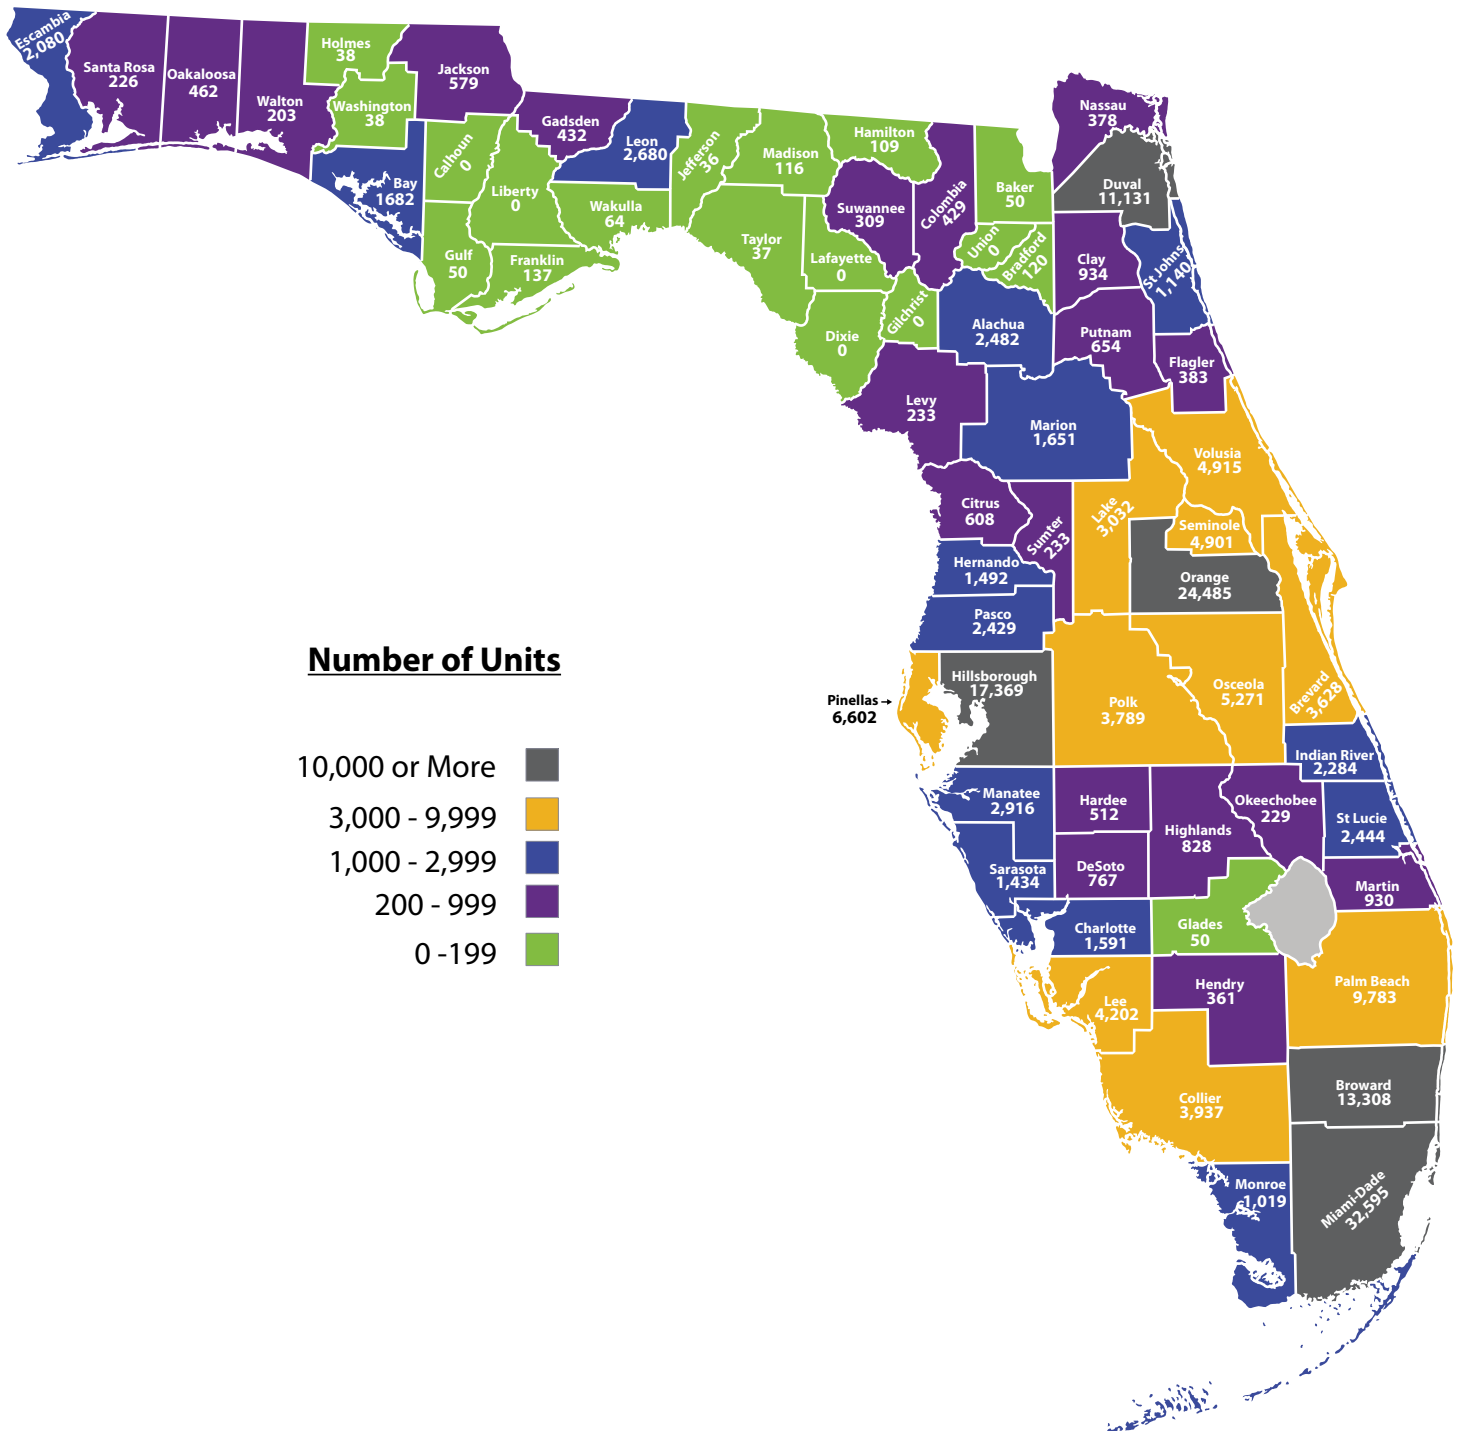 Escambia
2,080
Santa Rosa
226
Oakaloosa
462
Walton
203
Holmes
38
Washington
38
Jackson
579
Bay
1682
Calhoun
0
Gulf
50
Liberty
0
Franklin
137
Gadsden
432
Leon
2,680
Wakulla
64
Jefferson
36
Madison
116
Taylor
37
Hamilton
109
Suwannee
309
Lafayette
0
Dixie
0
Colombia
429
Gilchrist
0
Baker
50
Union
0
Bradford
120
Nassau
378
Duval
11,131
Clay
934
St Johns
1,140
Alachua
2,482
Putnam
654
Flagler
383
Levy
233
Marion
1,651
Volusia
4,915
Citrus
608
Sumter
233
Lake
3,032
Seminole
4,901
Orange
24,485
Hernando
1,492
Pasco
2,429
Pinellas
6,602
Hillsborough
17,369
Polk
3,789
Osceola
5,271
Brevard
3,628
Indian River
2,284
Manatee
2,916
Hardee
512
Highlands
828
Okeechobee
229
St Lucie
2,444
Sarasota
1,434
DeSoto
767
Martin
930
Charlotte
1,591
Glades
50
Lee
4,202
Hendry
361
Palm Beach
9,783
Collier
3,937
Broward
13,308
Monroe
1,019
Miami-Dade
32,595
Number of Units
10,000 or More
3,000 - 9,999
1,000 - 2,999
200 - 999
0 -199